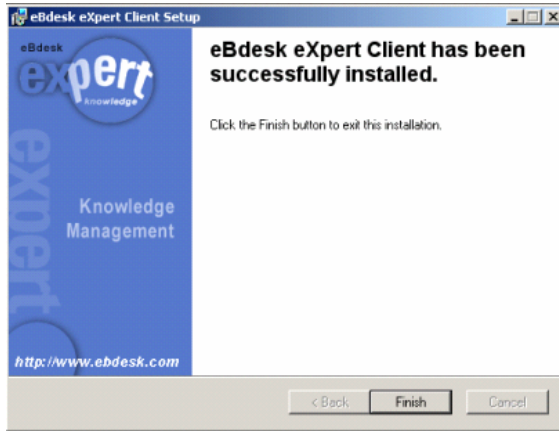 eBdesk eXpert Client Setup
eBdesk
expert
knowledge
eBdesk eXpert Client has been
successfully installed.
Click the Finish button to exit this installation.
expert
Knowledge
Management
http://www.ebdesk.com
< Back
Finish
Cancel